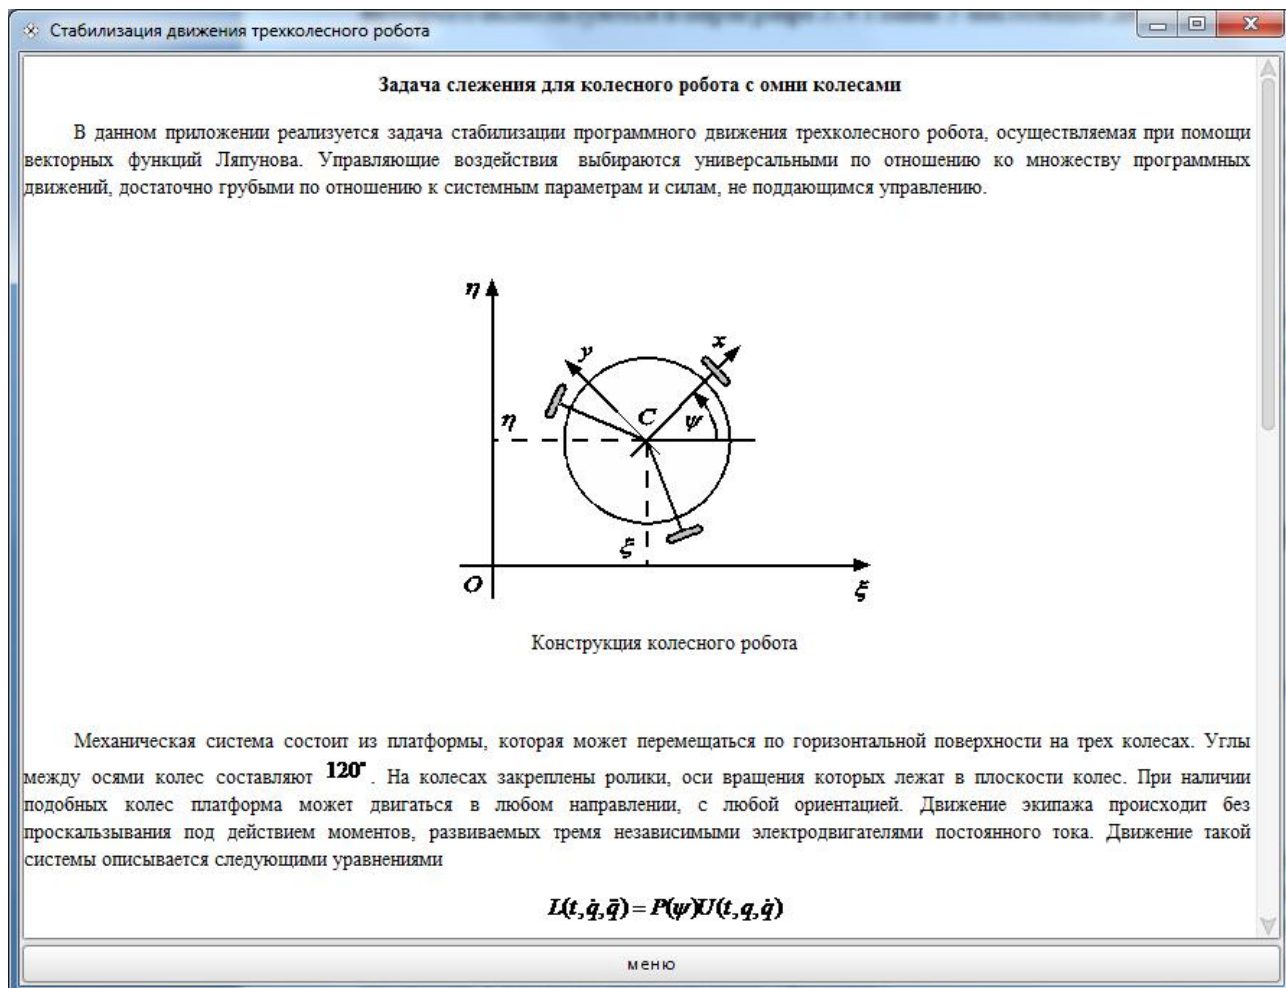 Стабилизация движения трехколесного робота
Задача слежения для колесного робота с омни колесами
В данном приложении реализуется задача стабилизации программного движения трехколесного робота, осуществляемая при помощи
векторных функций Ляпунова. Управляющие воздействия выбираются универсальными по отношению ко множеству программных
движений, достаточно грубыми по отношению к системным параметрам и силам, не поддающимся управлению.
η
x
y
C
η
ψ
ξ
O
ξ
Конструкция колесного робота
Механическая система состоит из платформы, которая может перемещаться по горизонтальной поверхности на трех колесах. Углы
между осями колес составляют 120°. На колесах закреплены ролики, оси вращения которых лежат в плоскости колес. При наличии
подобных колес платформа может двигаться в любом направлении, с любой ориентацией. Движение экипажа происходит без
проскальзывания под действием моментов, развиваемых тремя независимыми электродвигателями постоянного тока. Движение такой
системы описывается следующими уравнениями
L(t,q̇,q̈) = P(ψ)U(t,q,q̇)
меню